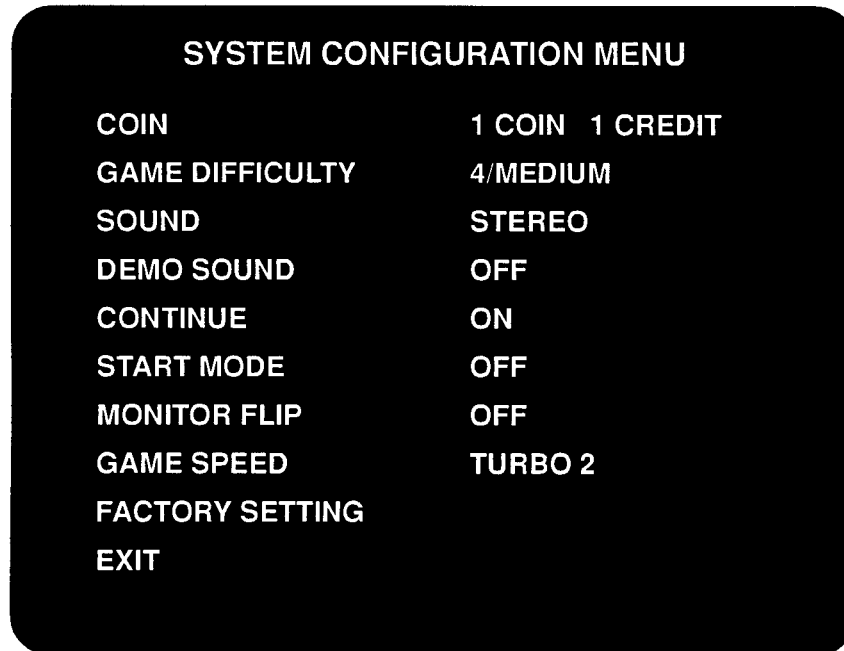 SYSTEM CONFIGURATION MENU
COIN 1 COIN 1 CREDIT
GAME DIFFICULTY 4/MEDIUM
SOUND STEREO
DEMO SOUND OFF
CONTINUE ON
START MODE OFF
MONITOR FLIP OFF
GAME SPEED TURBO 2
FACTORY SETTING
EXIT